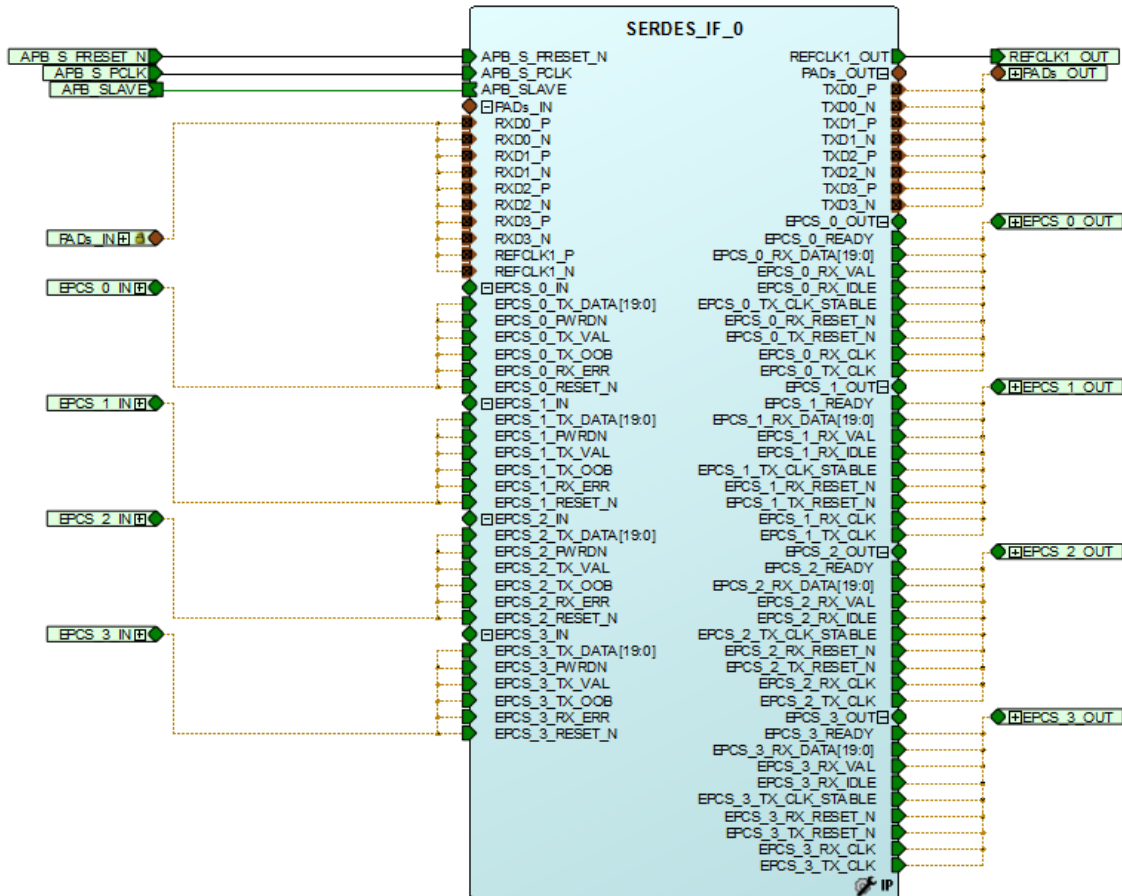 SERDES_IF_0
APB_S_PRESET_N
APB_S_PCLK
APB_SLAVE
PADs_IN
EPCS_0_IN
EPCS_1_IN
EPCS_2_IN
EPCS_3_IN
APB_S_PRESET_N
APB_S_PCLK
APB_SLAVE
PADs_IN
RXD0_P
RXD0_N
RXD1_P
RXD1_N
RXD2_P
RXD2_N
RXD3_P
RXD3_N
REFCLK1_P
REFCLK1_N
EPCS_0_IN
EPCS_0_TX_DATA[19:0]
EPCS_0_PWRDN
EPCS_0_TX_VAL
EPCS_0_TX_OOB
EPCS_0_RX_ERR
EPCS_0_RESET_N
EPCS_1_IN
EPCS_1_TX_DATA[19:0]
EPCS_1_PWRDN
EPCS_1_TX_VAL
EPCS_1_TX_OOB
EPCS_1_RX_ERR
EPCS_1_RESET_N
EPCS_2_IN
EPCS_2_TX_DATA[19:0]
EPCS_2_PWRDN
EPCS_2_TX_VAL
EPCS_2_TX_OOB
EPCS_2_RX_ERR
EPCS_2_RESET_N
EPCS_3_IN
EPCS_3_TX_DATA[19:0]
EPCS_3_PWRDN
EPCS_3_TX_VAL
EPCS_3_TX_OOB
EPCS_3_RX_ERR
EPCS_3_RESET_N
REFCLK1_OUT
PADs_OUT
TXD0_P
TXD0_N
TXD1_P
TXD1_N
TXD2_P
TXD2_N
TXD3_P
TXD3_N
EPCS_0_OUT
EPCS_0_READY
EPCS_0_RX_DATA[19:0]
EPCS_0_RX_VAL
EPCS_0_RX_IDLE
EPCS_0_TX_CLK_STABLE
EPCS_0_RX_RESET_N
EPCS_0_TX_RESET_N
EPCS_0_RX_CLK
EPCS_0_TX_CLK
EPCS_1_OUT
EPCS_1_READY
EPCS_1_RX_DATA[19:0]
EPCS_1_RX_VAL
EPCS_1_RX_IDLE
EPCS_1_TX_CLK_STABLE
EPCS_1_RX_RESET_N
EPCS_1_TX_RESET_N
EPCS_1_RX_CLK
EPCS_1_TX_CLK
EPCS_2_OUT
EPCS_2_READY
EPCS_2_RX_DATA[19:0]
EPCS_2_RX_VAL
EPCS_2_RX_IDLE
EPCS_2_TX_CLK_STABLE
EPCS_2_RX_RESET_N
EPCS_2_TX_RESET_N
EPCS_2_RX_CLK
EPCS_2_TX_CLK
EPCS_3_OUT
EPCS_3_READY
EPCS_3_RX_DATA[19:0]
EPCS_3_RX_VAL
EPCS_3_RX_IDLE
EPCS_3_TX_CLK_STABLE
EPCS_3_RX_RESET_N
EPCS_3_TX_RESET_N
EPCS_3_RX_CLK
EPCS_3_TX_CLK
IP
REFCLK1_OUT
PADs_OUT
EPCS_0_OUT
EPCS_1_OUT
EPCS_2_OUT
EPCS_3_OUT